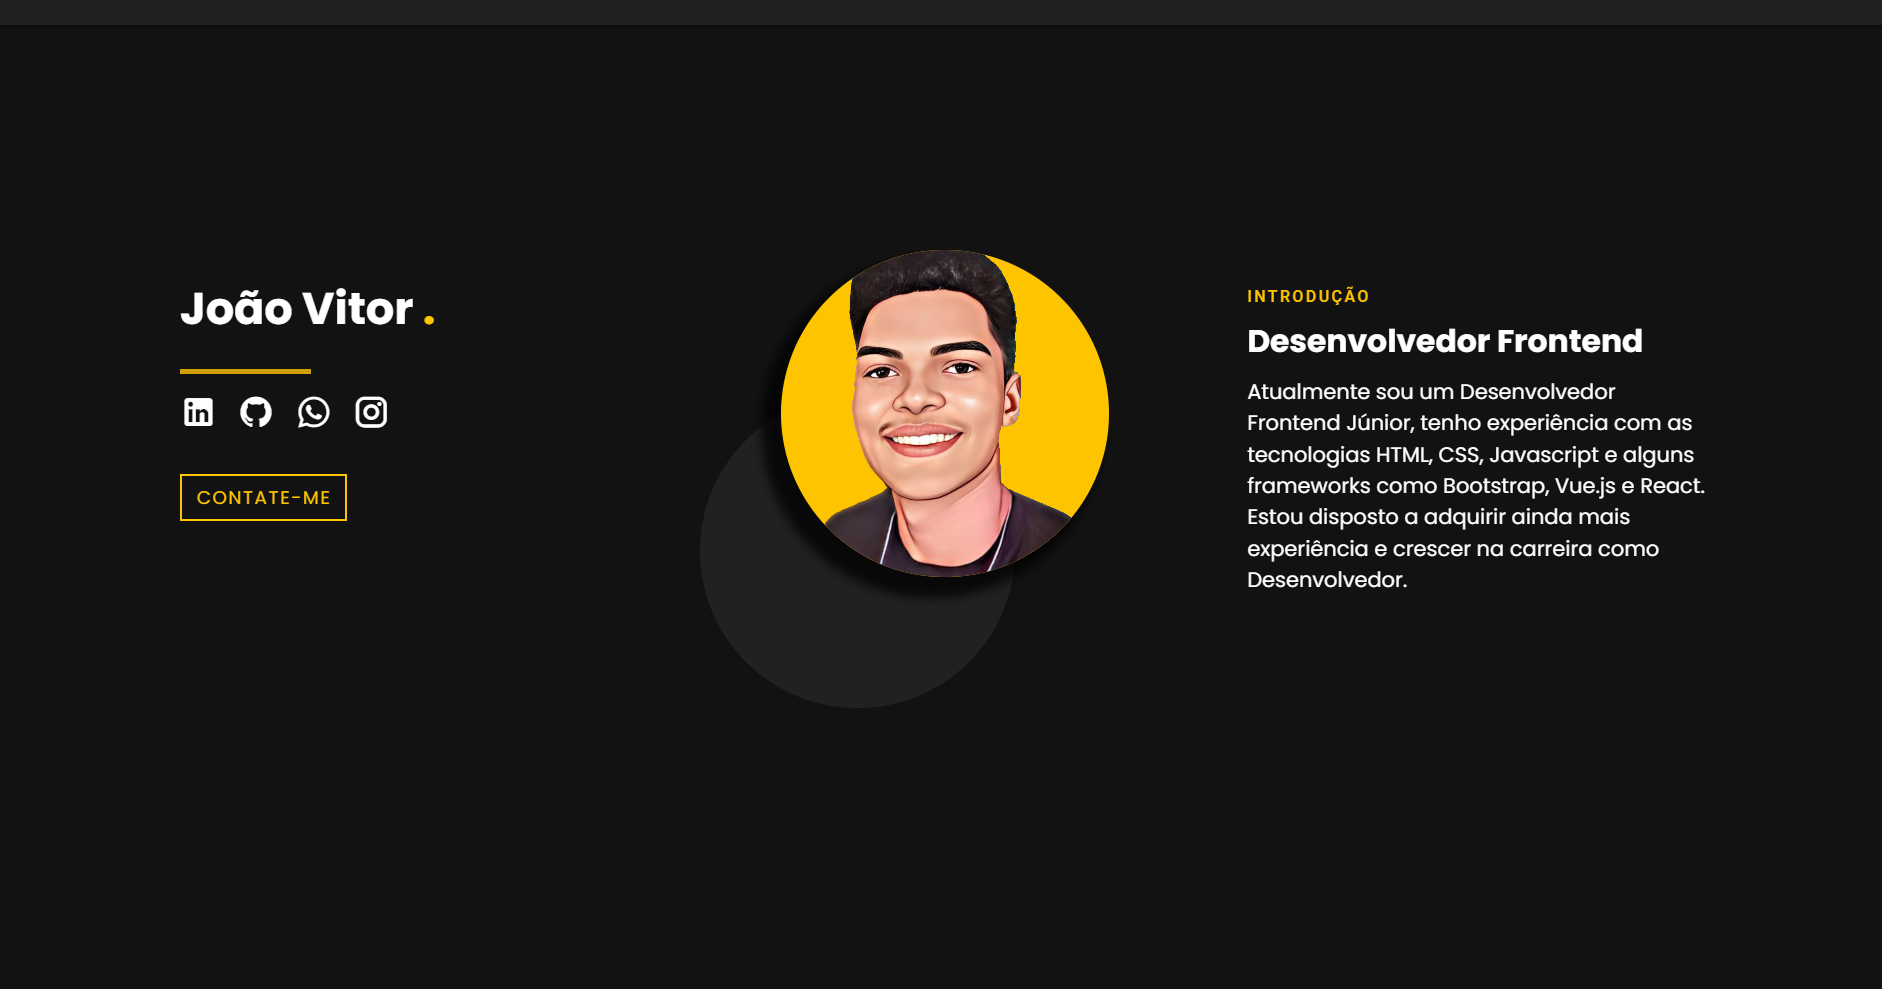 João Vitor .
CONTATE-ME
INTRODUÇÃO
Desenvolvedor Frontend
Atualmente sou um Desenvolvedor
Frontend Júnior, tenho experiência com as
tecnologias HTML, CSS, Javascript e alguns
frameworks como Bootstrap, Vue.js e React.
Estou disposto a adquirir ainda mais
experiência e crescer na carreira como
Desenvolvedor.